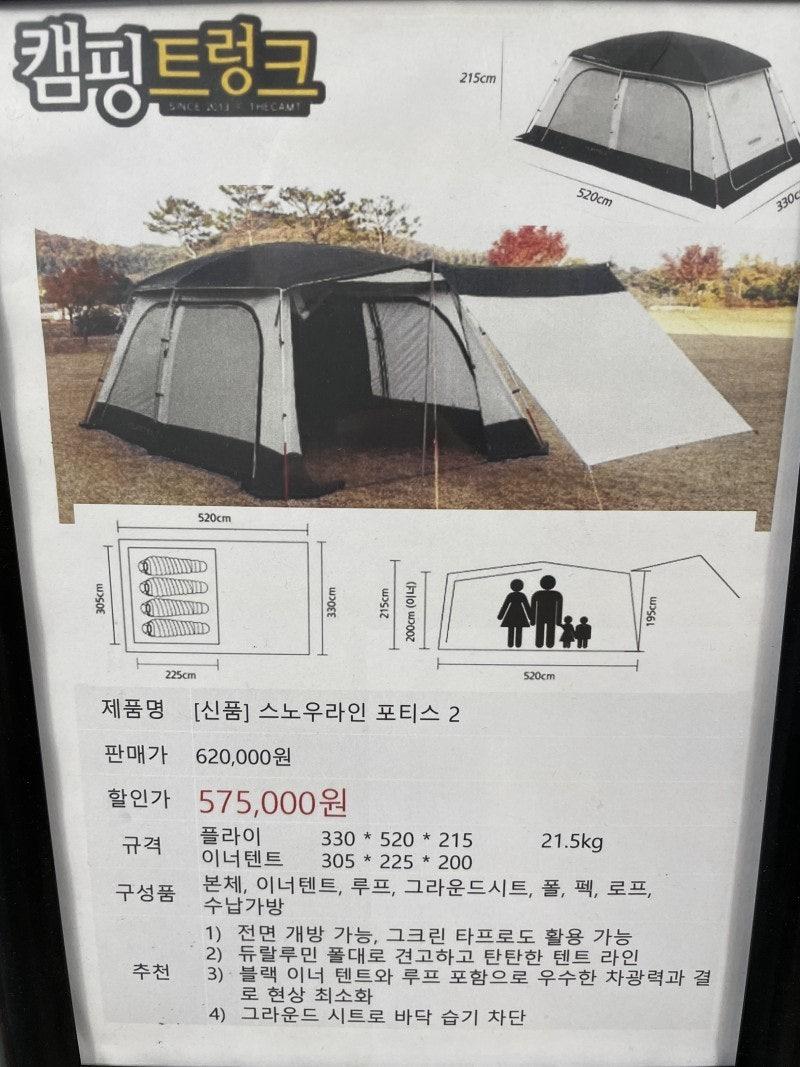 캠핑트렁크
SINCE 2013 THECAMT
215cm
520cm
330c
520cm
305cm
330cm
225cm
215cm
200cm (이너)
195cm
520cm
제품명 [신품] 스노우라인 포티스 2
판매가 620,000원
할인가 575,000원
규격 플라이 330 * 520 * 215 21.5kg
이너텐트 305 * 225 * 200
구성품 본체, 이너텐트, 루프, 그라운드시트, 폴, 펙, 로프,
수납가방
추천 1) 전면 개방 가능, 그크린 타프로도 활용 가능
2) 듀랄루민 폴대로 견고하고 탄탄한 텐트 라인
3) 블랙 이너 텐트와 루프 포함으로 우수한 차광력과 결
로 현상 최소화
4) 그라운드 시트로 바닥 습기 차단